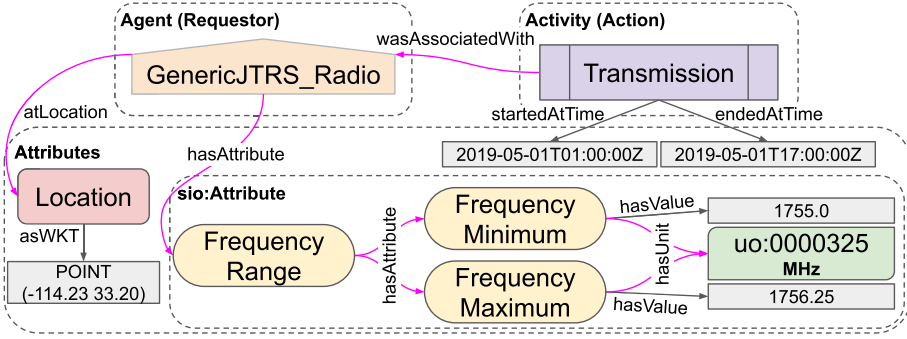 Agent (Requestor)
Activity (Action)
wasAssociatedWith
GenericJTRS_Radio
Transmission
atLocation
startedAtTime
endedAtTime
hasAttribute
2019-05-01T01:00:00Z
2019-05-01T17:00:00Z
Attributes
Location
asWKT
POINT
(-114.23 33.20)
sio:Attribute
Frequency
Range
hasAttribute
Frequency
Minimum
Frequency
Maximum
hasValue
hasUnit
hasValue
1755.0
uo:0000325
MHz
1756.25